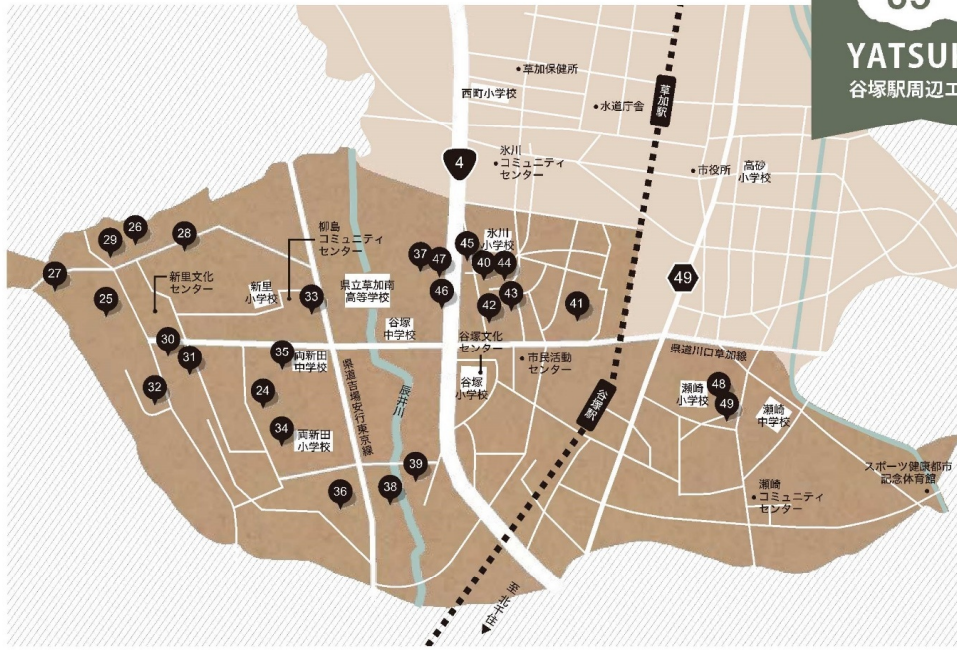 YATSU
谷塚駅周辺エ
草加保健所
西町小学校
水道庁舎
草加駅
4
氷川
コミュニティ
センター
市役所
高砂
小学校
26
29
28
柳島
コミュニティ
センター
37
47
45
氷川
小学校
40
44
49
27
25
新里文化
センター
新里
小学校
33
県立草加南
高等学校
46
42
43
41
谷塚
中学校
谷塚文化
センター
30
31
35
両新田
中学校
市民活動
センター
県道川口草加線
32
24
県道吉場安行東京線
辰井川
谷塚
小学校
谷塚駅
瀬崎
小学校
48
49
瀬崎
中学校
34
両新田
小学校
39
36
38
瀬崎
コミュニティ
センター
スポーツ健康都市
記念体育館
至 北千住